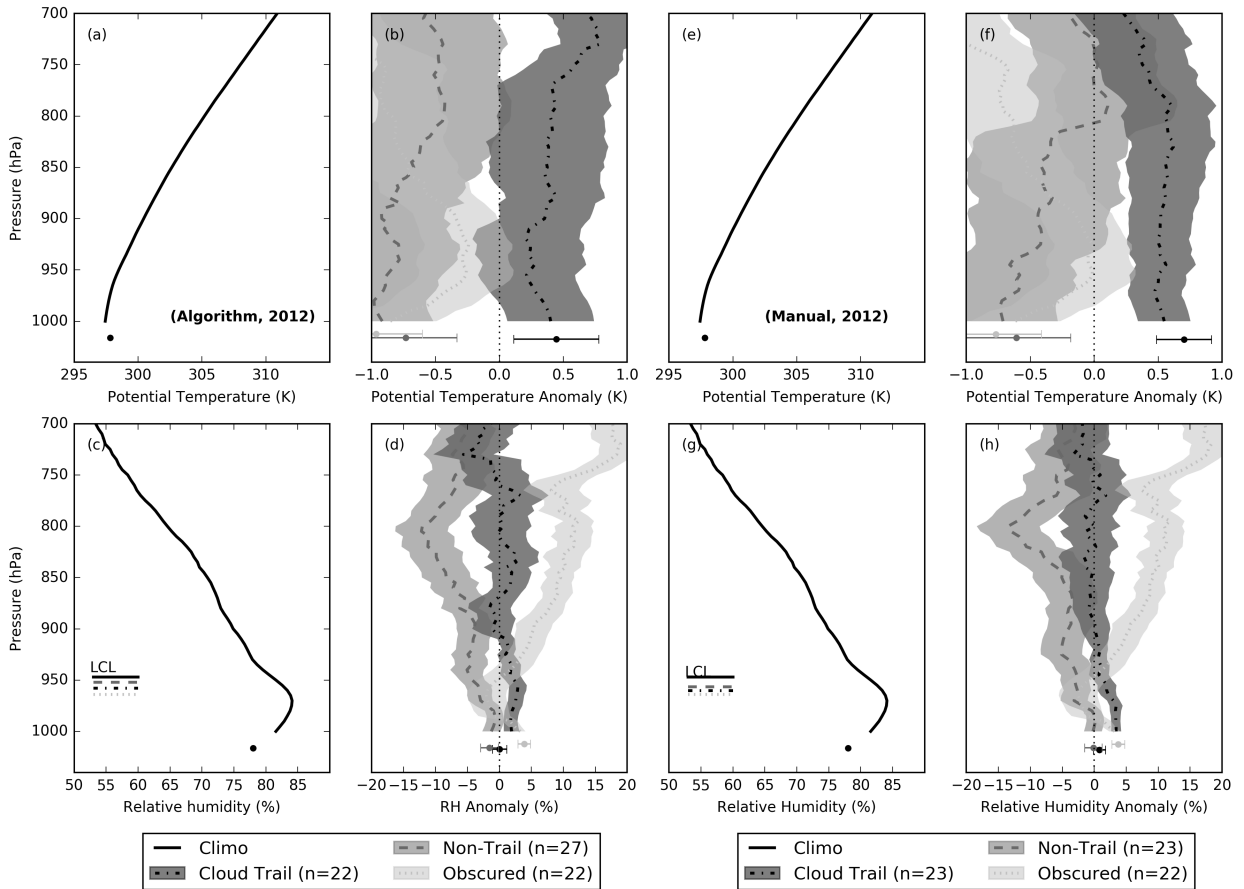 (a)
(b)
(e)
(f)
700
750
800
850
900
950
1000
Pressure (hPa)
(Algorithm, 2012)
(Manual, 2012)
295 300 305 310
−1.0 −0.5 0.0 0.5 1.0
295 300 305 310
−1.0 −0.5 0.0 0.5 1.0
Potential Temperature (K)
Potential Temperature Anomaly (K)
Potential Temperature (K)
Potential Temperature Anomaly (K)
(c)
(d)
(g)
(h)
700
750
800
850
900
950
1000
Pressure (hPa)
LCL
LCL
50 55 60 65 70 75 80 85
−20 −15 −10 −5 0 5 10 15 20
50 55 60 65 70 75 80 85
−20 −15 −10 −5 0 5 10 15 20
Relative humidity (%)
RH Anomaly (%)
Relative Humidity (%)
Relative Humidity Anomaly (%)
Climo
Non-Trail (n=27)
Cloud Trail (n=22)
Obscured (n=22)
Climo
Non-Trail (n=23)
Cloud Trail (n=23)
Obscured (n=22)